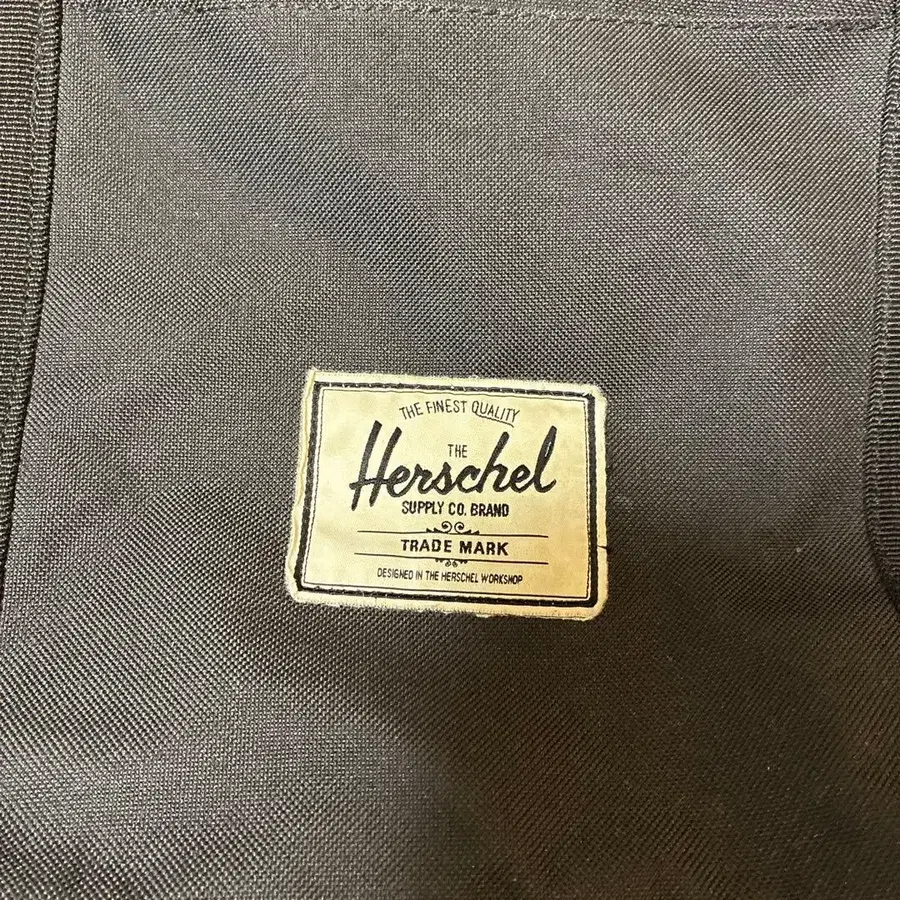 THE FINEST QUALITY
THE
Herschel
SUPPLY CO. BRAND
TRADE MARK
DESIGNED IN THE HERSCHEL WORKSHOP